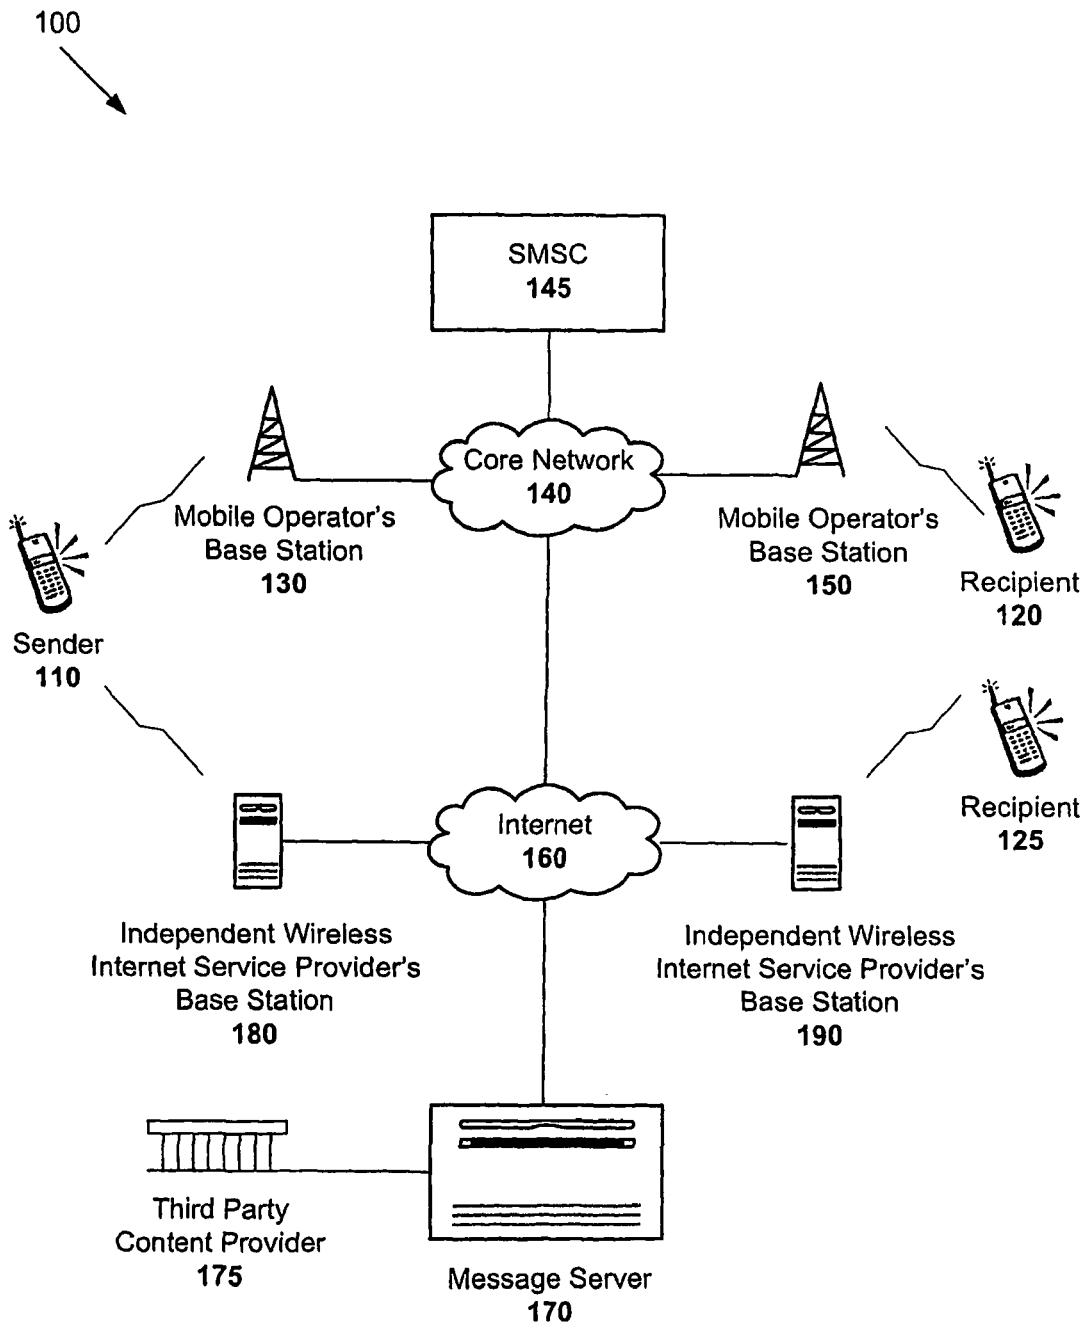 100
SMSC
145
Core Network
140
Mobile Operator's
Base Station
130
Mobile Operator's
Base Station
150
Recipient
120
Sender
110
Recipient
125
Internet
160
Independent Wireless
Internet Service Provider's
Base Station
180
Independent Wireless
Internet Service Provider's
Base Station
190
Third Party
Content Provider
175
Message Server
170